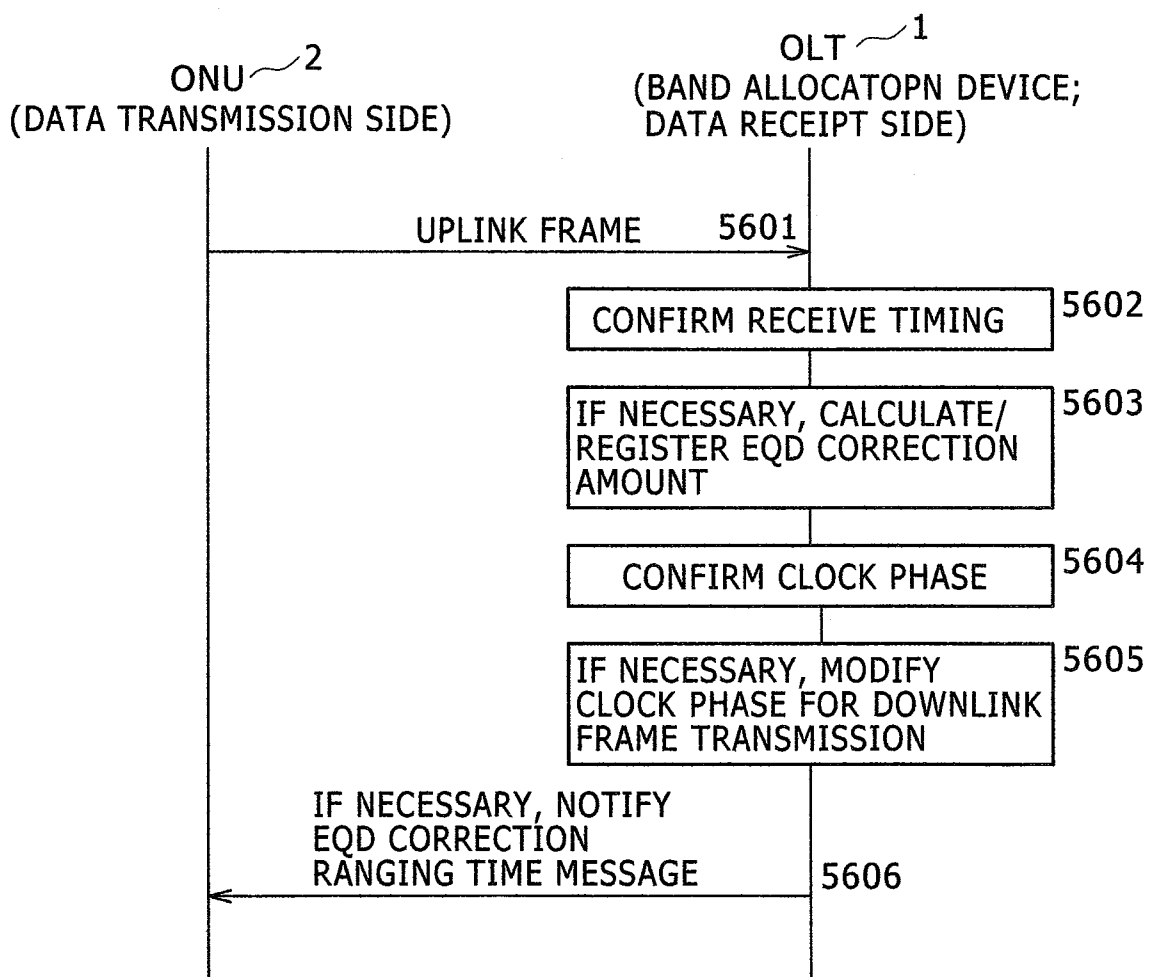 ONU 2
(DATA TRANSMISSION SIDE)
OLT 1
(BAND ALLOCATOPN DEVICE;
DATA RECEIPT SIDE)
UPLINK FRAME 5601
CONFIRM RECEIVE TIMING 5602
IF NECESSARY, CALCULATE/ 5603
REGISTER EQD CORRECTION
AMOUNT
CONFIRM CLOCK PHASE 5604
IF NECESSARY, MODIFY 5605
CLOCK PHASE FOR DOWNLINK
FRAME TRANSMISSION
IF NECESSARY, NOTIFY
EQD CORRECTION
RANGING TIME MESSAGE 5606